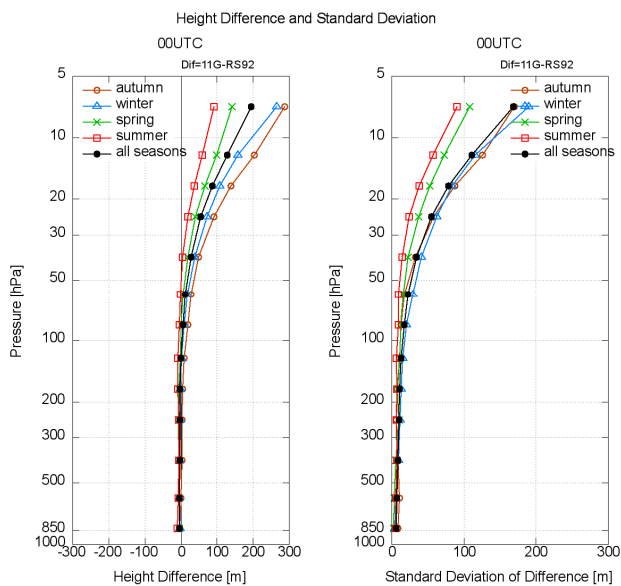 Height Difference and Standard Deviation
00UTC
Dif=11G-RS92
5
10
20
30
50
100
200
300
500
850
1000
Pressure [hPa]
autumn
winter
spring
summer
all seasons
-300 -200 -100 0 100 200 300
Height Difference [m]
00UTC
Dif=11G-RS92
5
10
20
30
50
100
200
300
500
850
1000
Pressure [hPa]
autumn
winter
spring
summer
all seasons
0 100 200 300
Standard Deviation of Difference [m]